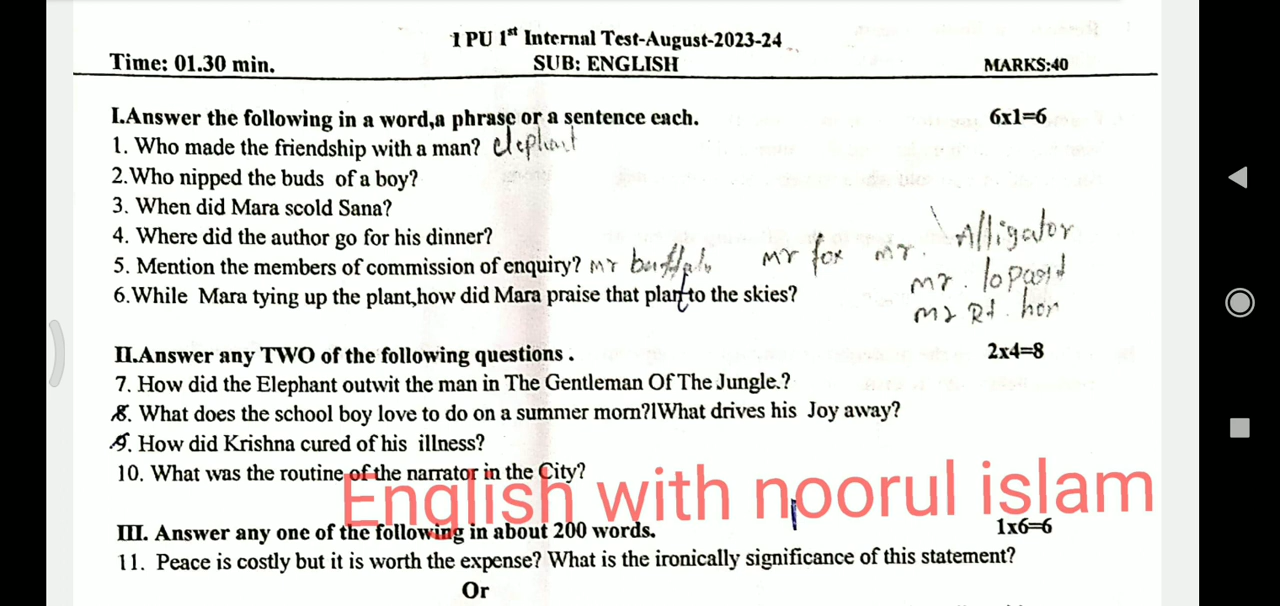 1 PU 1st Internal Test-August-2023-24
Time: 01.30 min. SUB: ENGLISH MARKS:40
I.Answer the following in a word,a phrase or a sentence each. 6x1=6
1. Who made the friendship with a man? elephant
2.Who nipped the buds of a boy?
3. When did Mara scold Sana?
4. Where did the author go for his dinner? Alligator
5. Mention the members of commission of enquiry? mr buffalo mr fox mr.
mr. lopard
6.While Mara tying up the plant,how did Mara praise that plant to the skies?
mr
II.Answer any TWO of the following questions. 2x4=8
7. How did the Elephant outwit the man in The Gentleman Of The Jungle.?
8. What does the school boy love to do on a summer morn?lWhat drives his Joy away?
9. How did Krishna cured of his illness?
10. What was the routine of the narrator in the City?
English with noorul islam
III. Answer any one of the following in about 200 words. 1x6=6
11. Peace is costly but it is worth the expense? What is the ironically significance of this statement?
Or